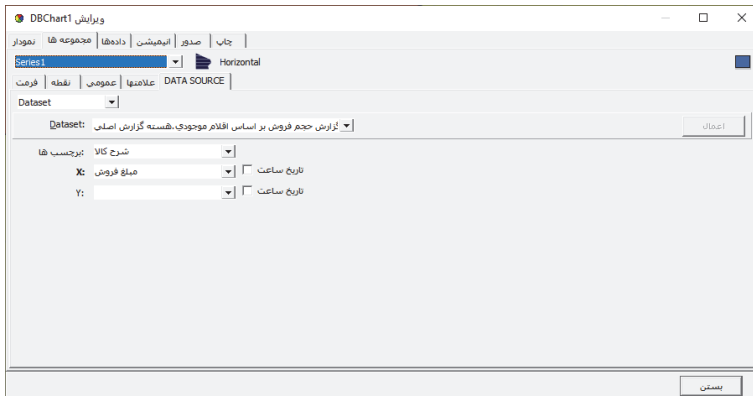 ویرایش DBChart1
نمودار مجموعه ها داده‌ها انیمیشن صدور چاپ
Series1 Horizontal
فرمت نقطه عمومی علامتها DATA SOURCE
Dataset
Dataset: گزارش حجم فروش بر اساس اقلام موجودی،هسته گزارش اصلی اعمال
برچسب ها: شرح کالا
X: مبلغ فروش تاریخ ساعت
Y: تاریخ ساعت
بستن